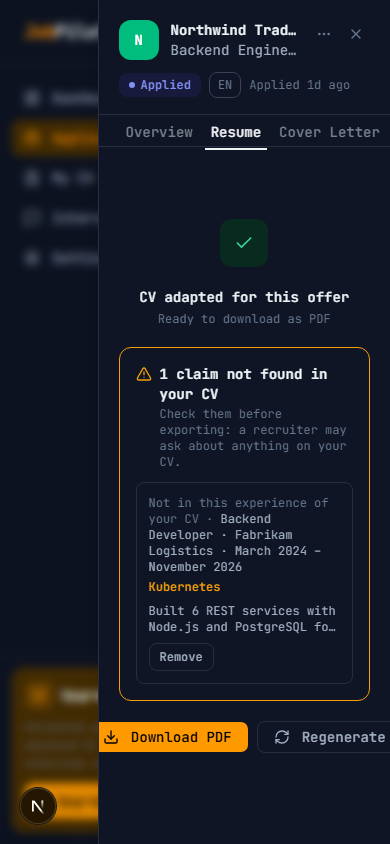 N
Northwind Trad…
Backend Engine…
Applied
EN
Applied 1d ago
Overview
Resume
Cover Letter
CV adapted for this offer
Ready to download as PDF
1 claim not found in
your CV
Check them before
exporting: a recruiter may
ask about anything on your
CV.
Not in this experience of
your CV · Backend
Developer · Fabrikam
Logistics · March 2024 –
November 2026
Kubernetes
Built 6 REST services with
Node.js and PostgreSQL fo…
Remove
Download PDF
Regenerate
N